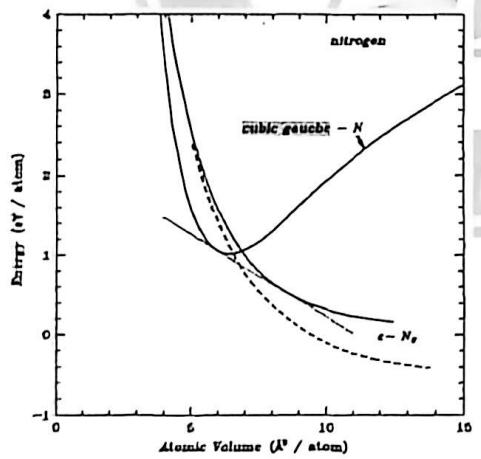 4
nitrogen
3
cubic gauche - N
2
1
0
ε - N₂
-1
0
5
10
15
Energy (eV / atom)
Atomic Volume (Å³ / atom)